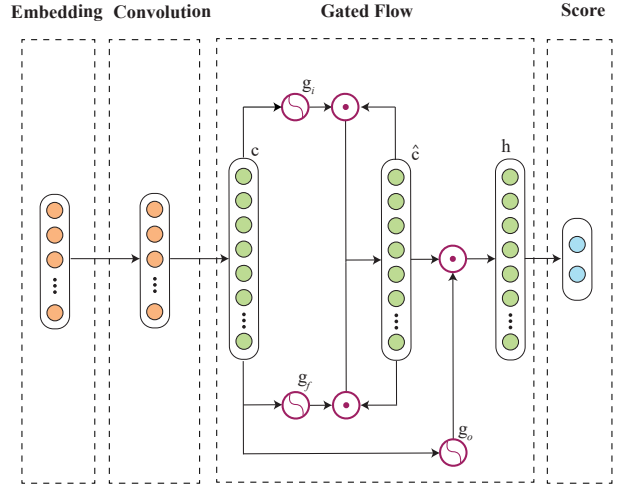 Embedding Convolution Gated Flow Score
g_i
c ĉ h
g_f
g_o